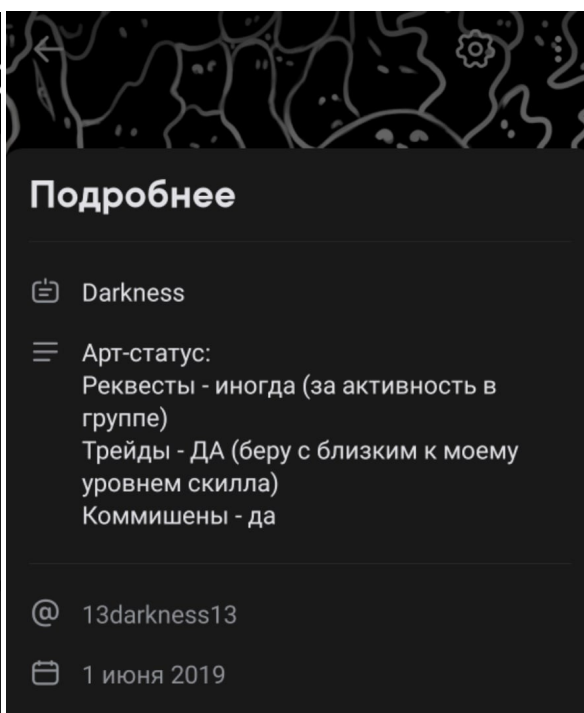 Подробнее
Darkness
Арт-статус:
Реквесты - иногда (за активность в
группе)
Трейды - ДА (беру с близким к моему
уровнем скилла)
Коммишены - да
@ 13darkness13
1 июня 2019